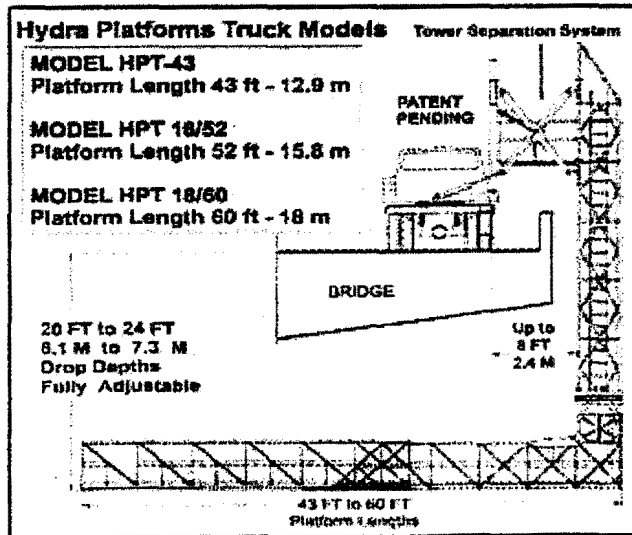 Hydra Platforms Truck Models
Tower Separation System
MODEL HPT-43
Platform Length 43 ft - 12.9 m
MODEL HPT 18/52
Platform Length 52 ft - 15.8 m
MODEL HPT 18/60
Platform Length 60 ft - 18 m
PATENT
PENDING
BRIDGE
20 FT to 24 FT
6.1 M to 7.3 M
Drop Depths
Fully Adjustable
Up to
8 FT
2.4 M
43 FT to 60 FT
Platform Lengths